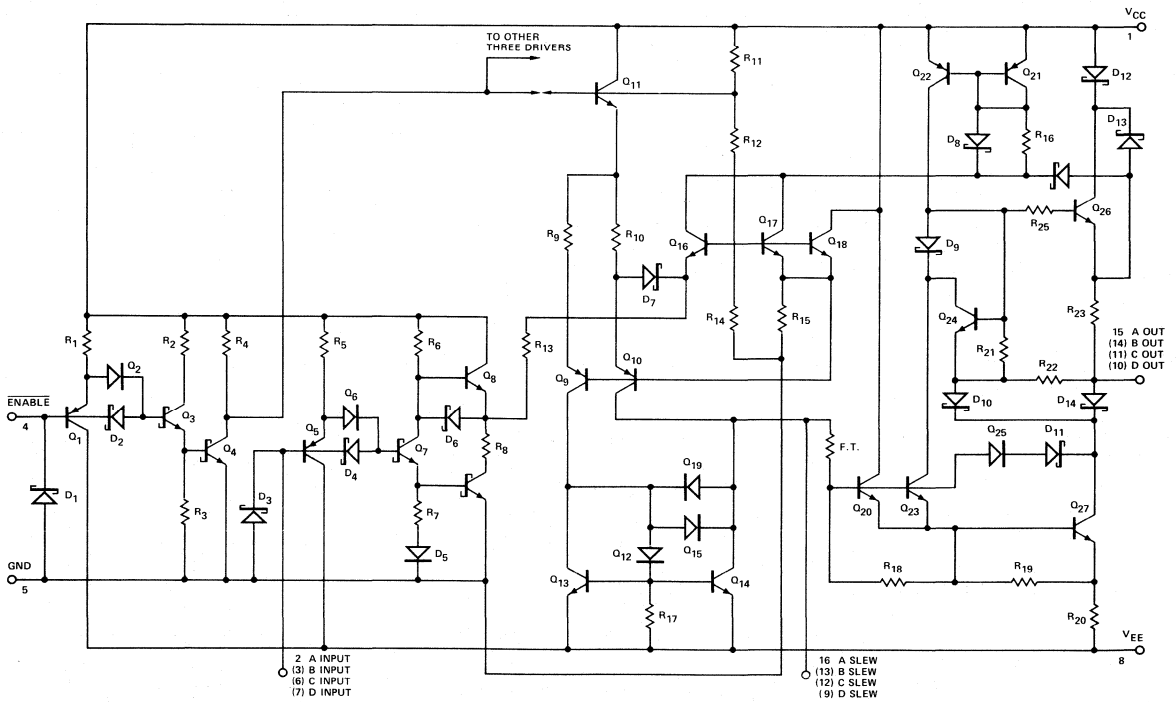 VCC
1
TO OTHER
THREE DRIVERS
R11
Q11
Q22
Q21
D12
R12
D8
R16
D13
R9
R10
Q16
Q17
Q18
R25
Q26
D9
D7
R14
R15
Q24
R21
R23
15 A OUT
(14) B OUT
(11) C OUT
(10) D OUT
R1
Q2
R2
R4
R5
R6
R13
Q8
Q9
Q10
R22
ENABLE
4
Q1
D2
Q3
Q4
Q5
Q6
D4
Q7
D6
R8
D10
D14
F.T.
Q25
D11
D1
R3
D3
R7
D5
Q19
Q15
Q12
Q20
Q23
Q27
GND
5
Q13
Q14
R17
R18
R19
R20
VEE
8
2 A INPUT
(3) B INPUT
(6) C INPUT
(7) D INPUT
16 A SLEW
(13) B SLEW
(12) C SLEW
(9) D SLEW